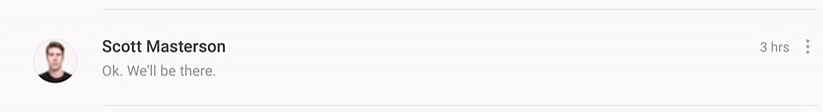 Scott Masterson
3 hrs
Ok. We'll be there.